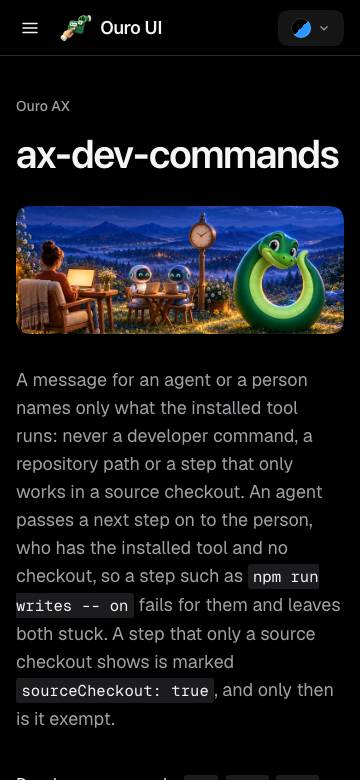 Ouro UI
Ouro AX
ax-dev-commands
A message for an agent or a person
names only what the installed tool
runs: never a developer command, a
repository path or a step that only
works in a source checkout. An agent
passes a next step on to the person,
who has the installed tool and no
checkout, so a step such as npm run
writes -- on fails for them and leaves
both stuck. A step that only a source
checkout shows is marked
sourceCheckout: true, and only then
is it exempt.